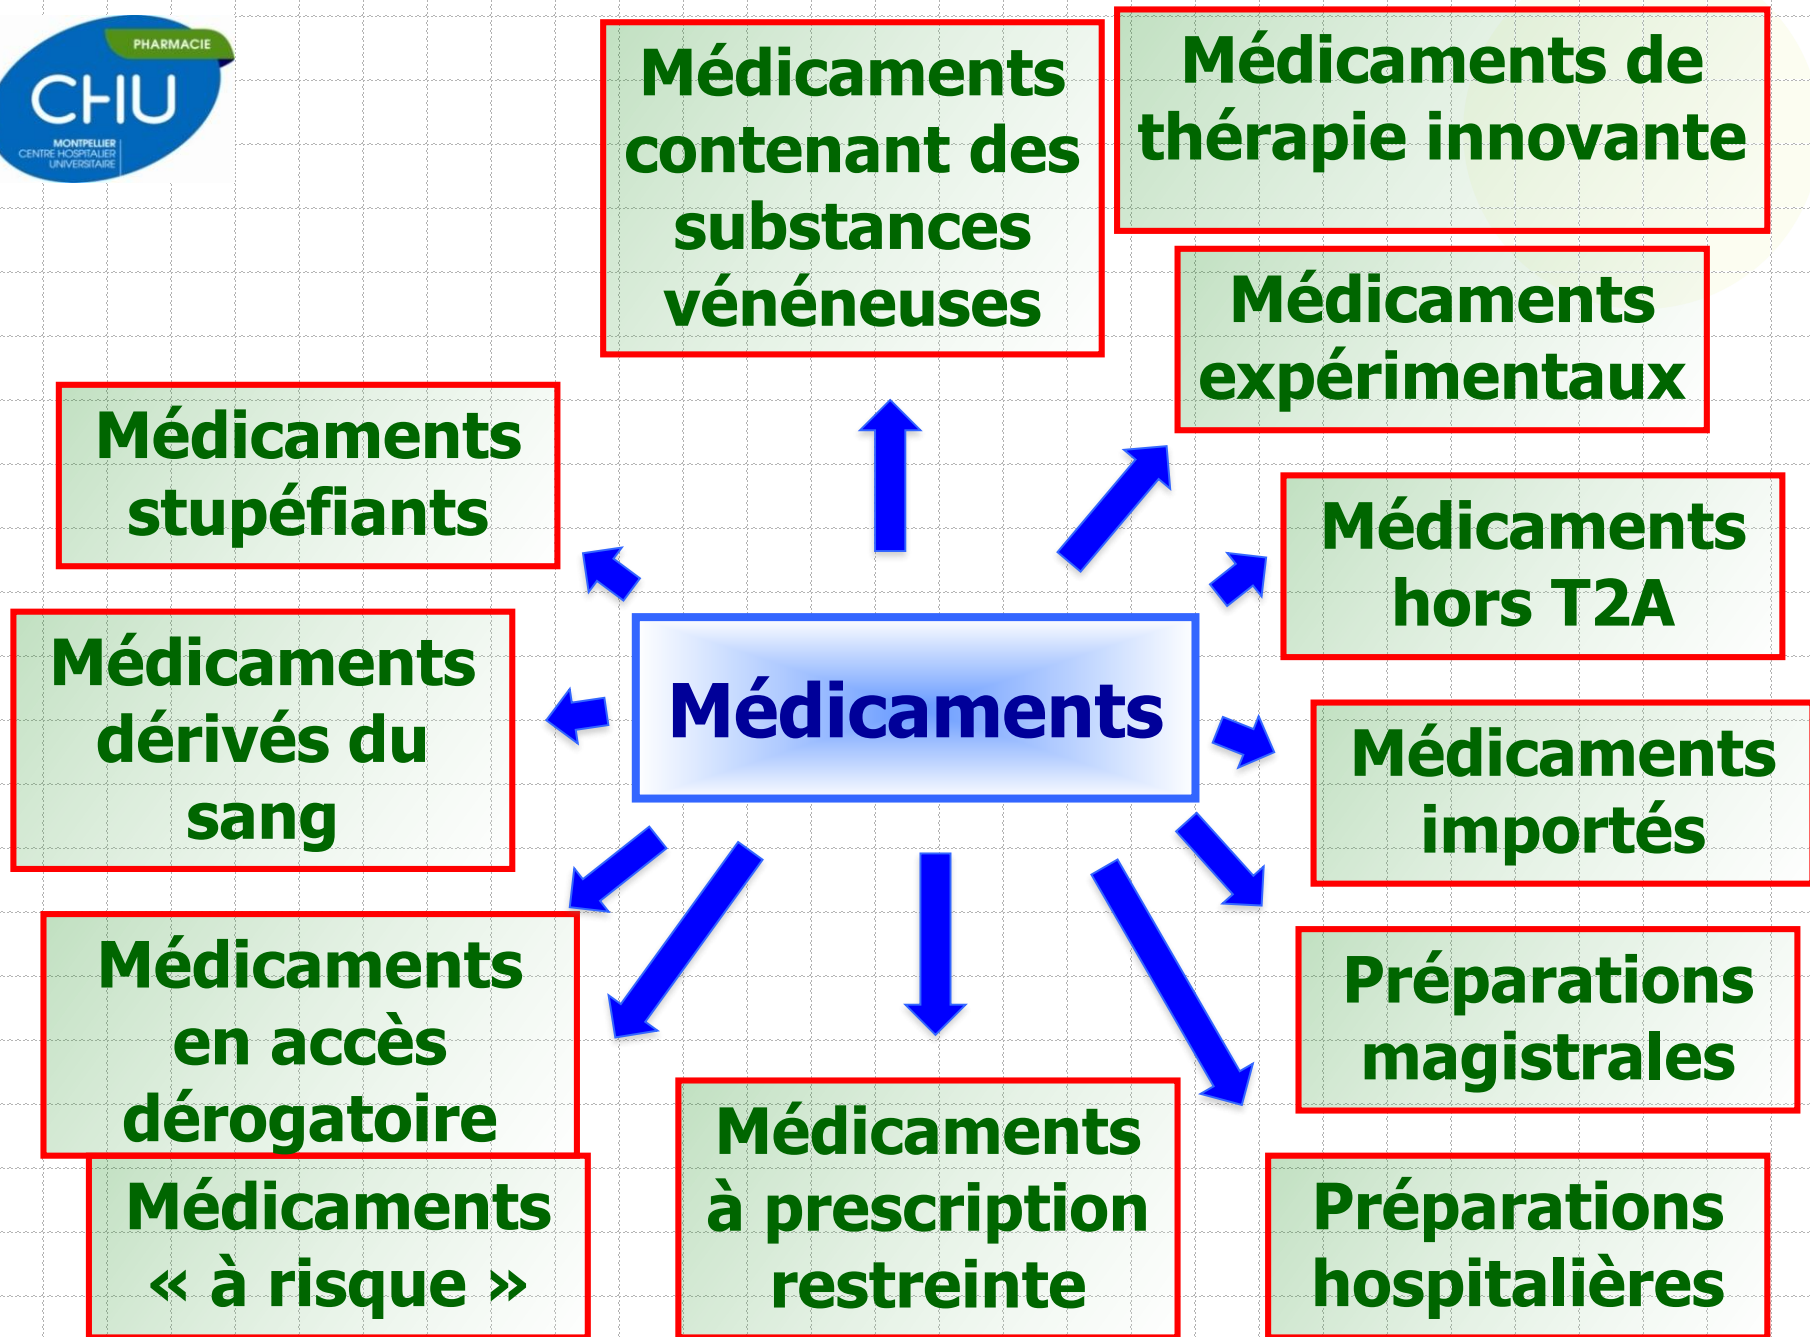 PHARMACIE
CHU
MONTPELLIER
CENTRE HOSPITALIER
UNIVERSITAIRE
Médicaments
contenant des
substances
vénéneuses
Médicaments de
thérapie innovante
Médicaments
expérimentaux
Médicaments
stupéfiants
Médicaments
hors T2A
Médicaments
dérivés du
sang
Médicaments
Médicaments
importés
Médicaments
en accès
dérogatoire
Préparations
magistrales
Médicaments
« à risque »
Médicaments
à prescription
restreinte
Préparations
hospitalières